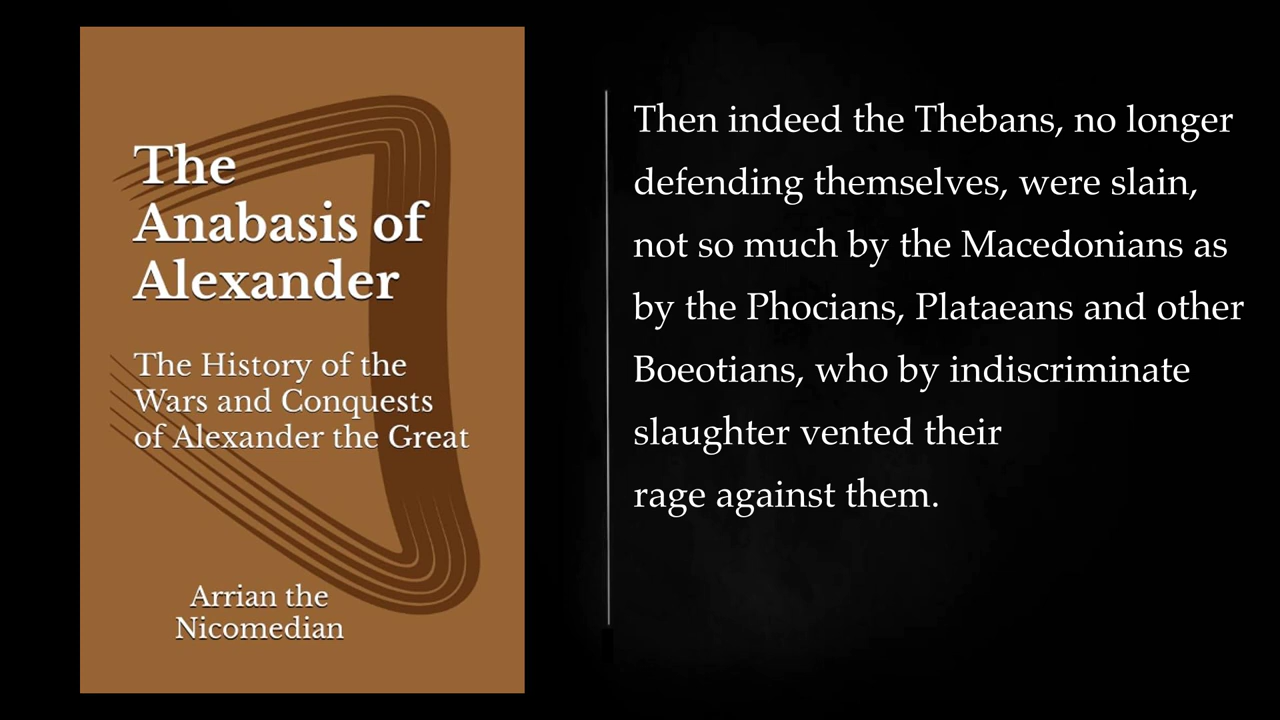 The
Anabasis of
Alexander
The History of the
Wars and Conquests
of Alexander the Great
Arrian the
Nicomedian
Then indeed the Thebans, no longer
defending themselves, were slain,
not so much by the Macedonians as
by the Phocians, Plataeans and other
Boeotians, who by indiscriminate
slaughter vented their
rage against them.